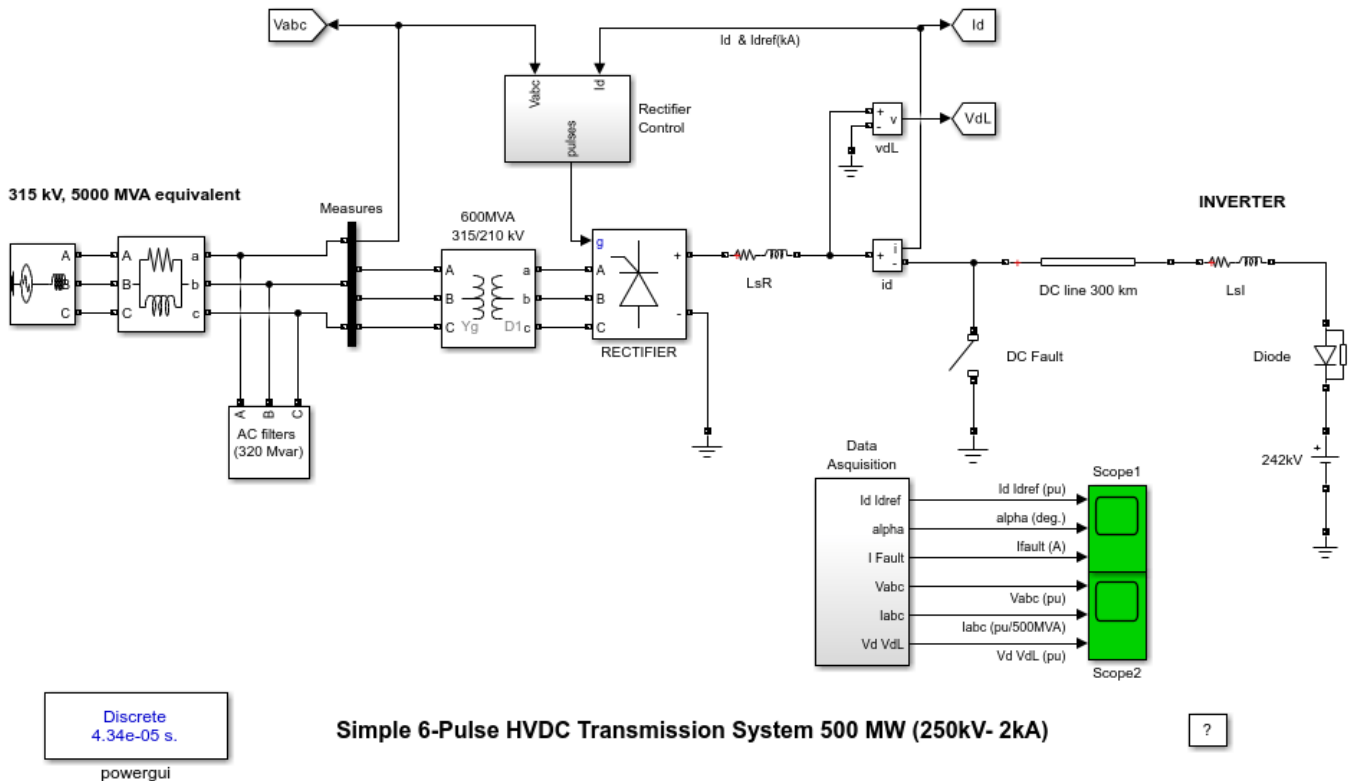 Vabc
Id
Id & Idref(kA)
Vabc
Id
pulses
Rectifier
Control
+
-
v
vdL
VdL
315 kV, 5000 MVA equivalent
Measures
600MVA
315/210 kV
INVERTER
A
B
C
A
B
C
a
b
c
A
B
C
Yg
D1
a
b
c
g
A
B
C
+
-
RECTIFIER
LsR
+
i
-
id
DC line 300 km
LsI
DC Fault
Diode
A
B
C
AC filters
(320 Mvar)
+
242kV
Data
Asquisition
Scope1
Id Idref
Id Idref (pu)
alpha
alpha (deg.)
I Fault
Ifault (A)
Vabc
Vabc (pu)
Iabc
Iabc (pu/500MVA)
Vd VdL
Vd VdL (pu)
Scope2
Discrete
4.34e-05 s.
powergui
Simple 6-Pulse HVDC Transmission System 500 MW (250kV- 2kA)
?